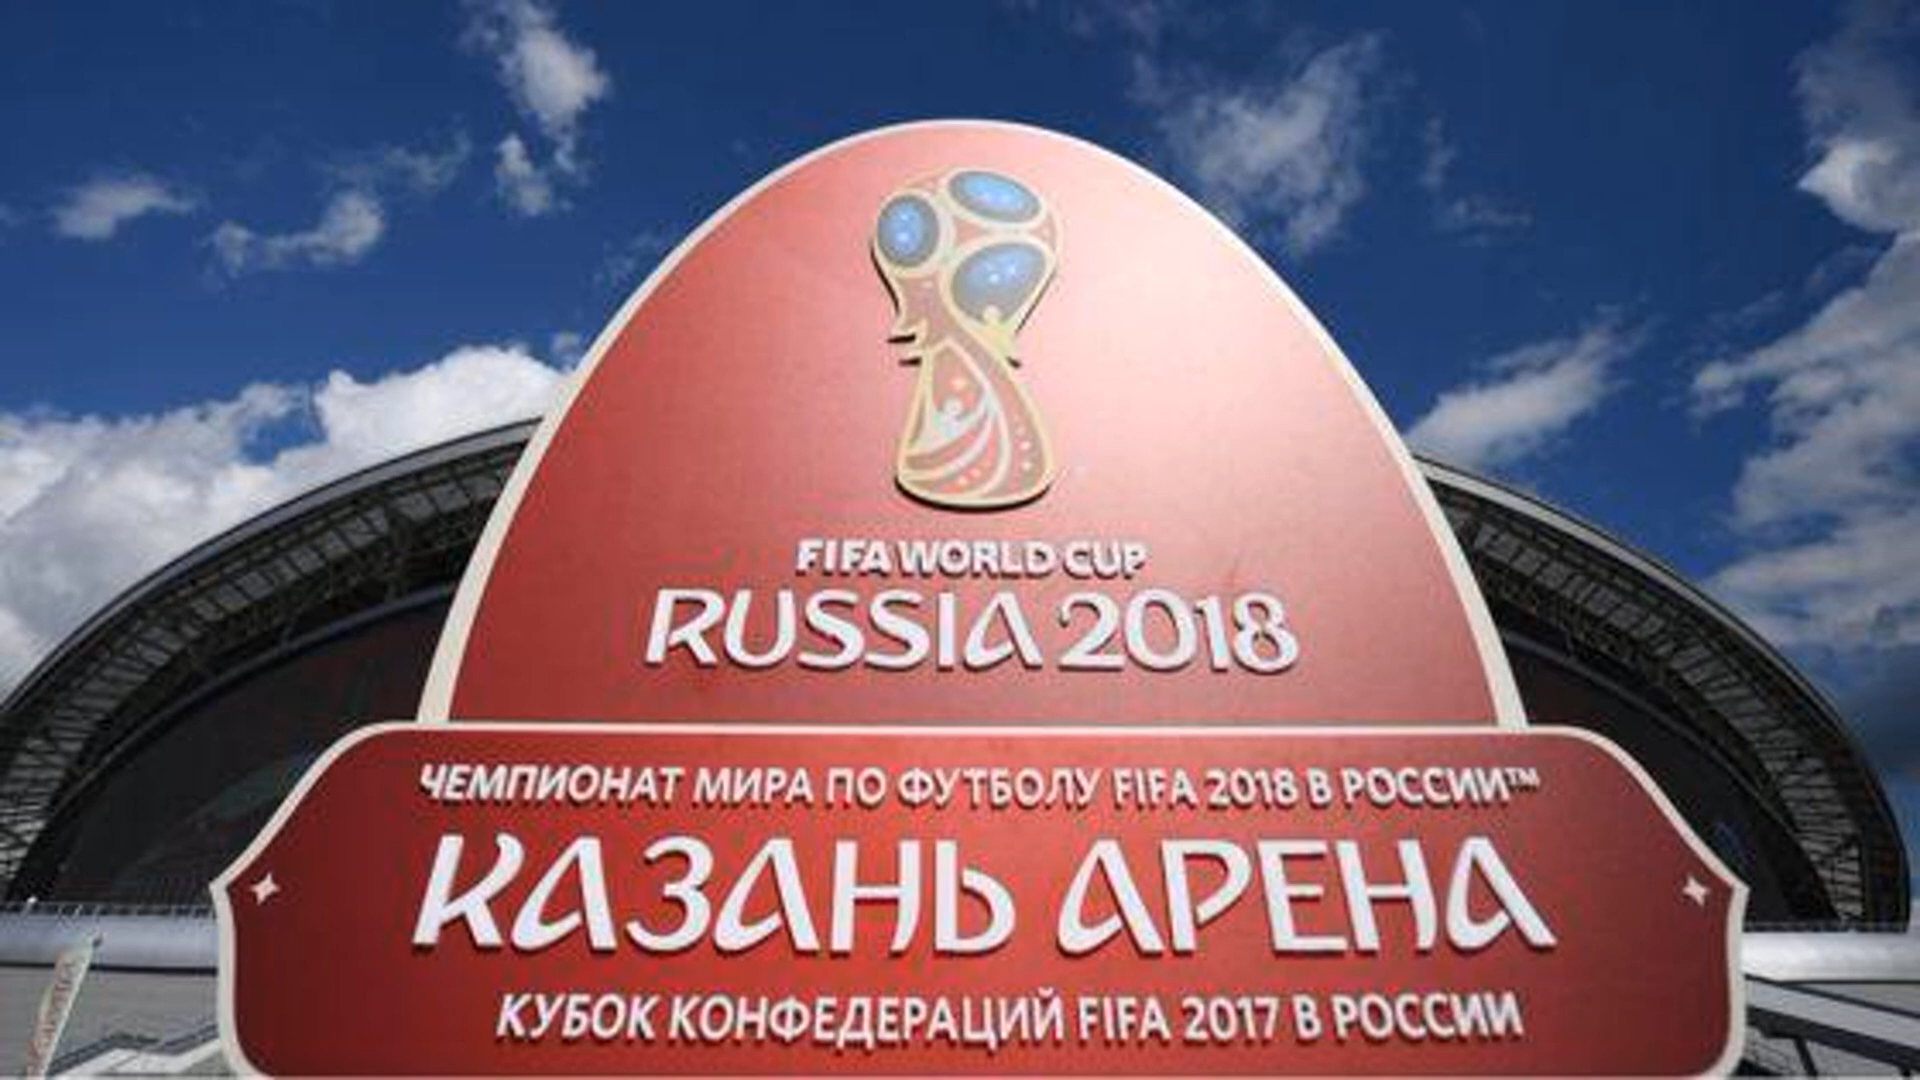 FIFA WORLD CUP
RUSSIA 2018
ЧЕМПИОНАТ МИРА ПО ФУТБОЛУ FIFA 2018 В РОССИИ™
КАЗАНЬ АРЕНА
КУБОК КОНФЕДЕРАЦИЙ FIFA 2017 В РОССИИ